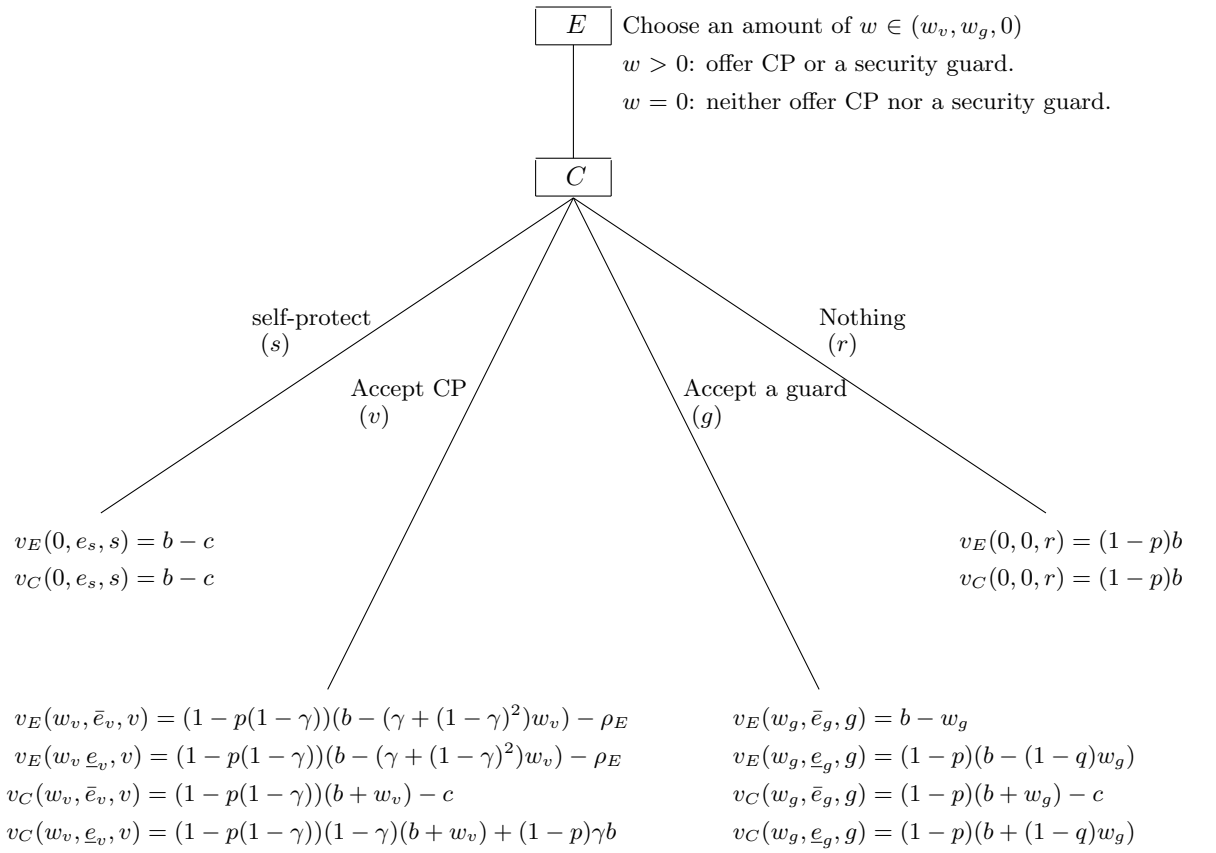 E
Choose an amount of w ∈ (w_v, w_g, 0)
w > 0: offer CP or a security guard.
w = 0: neither offer CP nor a security guard.
C
self-protect
(s)
Nothing
(r)
Accept CP
(v)
Accept a guard
(g)
v_E(0, e_s, s) = b − c
v_C(0, e_s, s) = b − c
v_E(0, 0, r) = (1 − p)b
v_C(0, 0, r) = (1 − p)b
v_E(w_v, ē_v, v) = (1 − p(1 − γ))(b − (γ + (1 − γ)²)w_v) − ρ_E
v_E(w_v e̲_v, v) = (1 − p(1 − γ))(b − (γ + (1 − γ)²)w_v) − ρ_E
v_C(w_v, ē_v, v) = (1 − p(1 − γ))(b + w_v) − c
v_C(w_v, e̲_v, v) = (1 − p(1 − γ))(1 − γ)(b + w_v) + (1 − p)γb
v_E(w_g, ē_g, g) = b − w_g
v_E(w_g, e̲_g, g) = (1 − p)(b − (1 − q)w_g)
v_C(w_g, ē_g, g) = (1 − p)(b + w_g) − c
v_C(w_g, e̲_g, g) = (1 − p)(b + (1 − q)w_g)